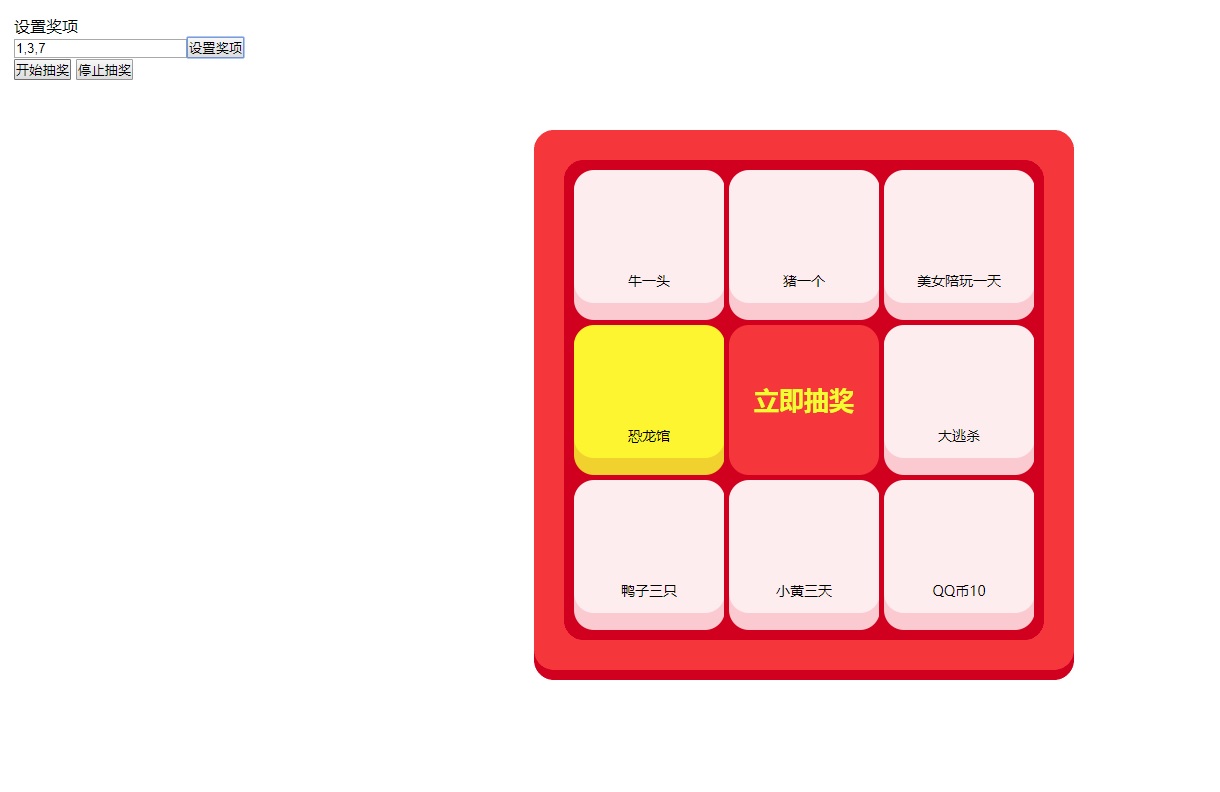 设置奖项
1,3,7 设置奖项
开始抽奖 停止抽奖
牛一头 猪一个 美女陪玩一天
恐龙馆 立即抽奖 大逃杀
鸭子三只 小黄三天 QQ币10